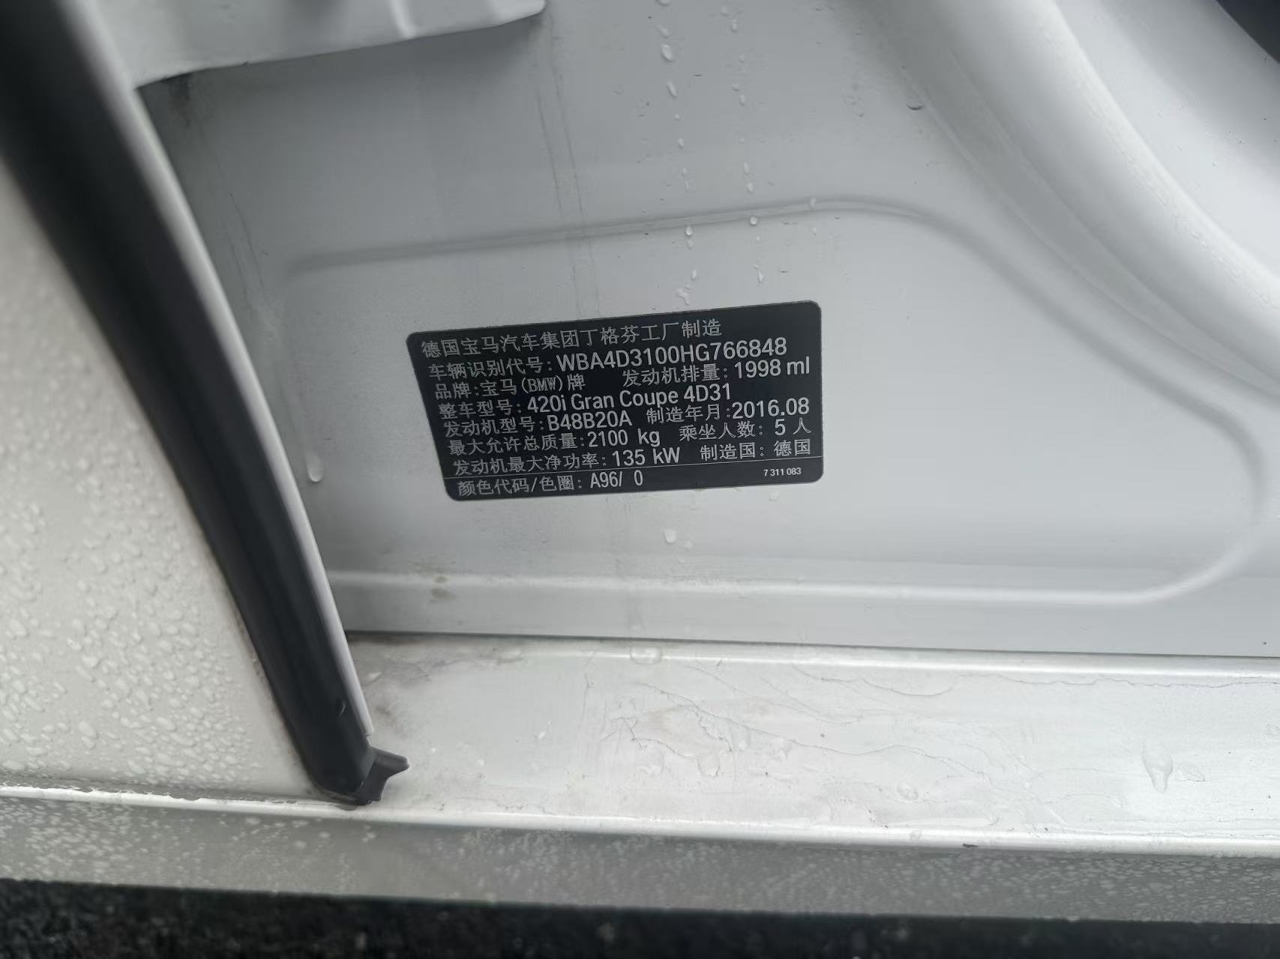 德国宝马汽车集团丁格芬工厂制造
车辆识别代号: WBA4D3100HG766848
品牌: 宝马(BMW)牌 发动机排量: 1998 ml
整车型号: 420i Gran Coupe 4D31
发动机型号: B48B20A 制造年月: 2016.08
最大允许总质量: 2100 kg 乘坐人数: 5 人
发动机最大净功率: 135 kW 制造国: 德国
颜色代码/色圈: A96/ 0 7 311 083